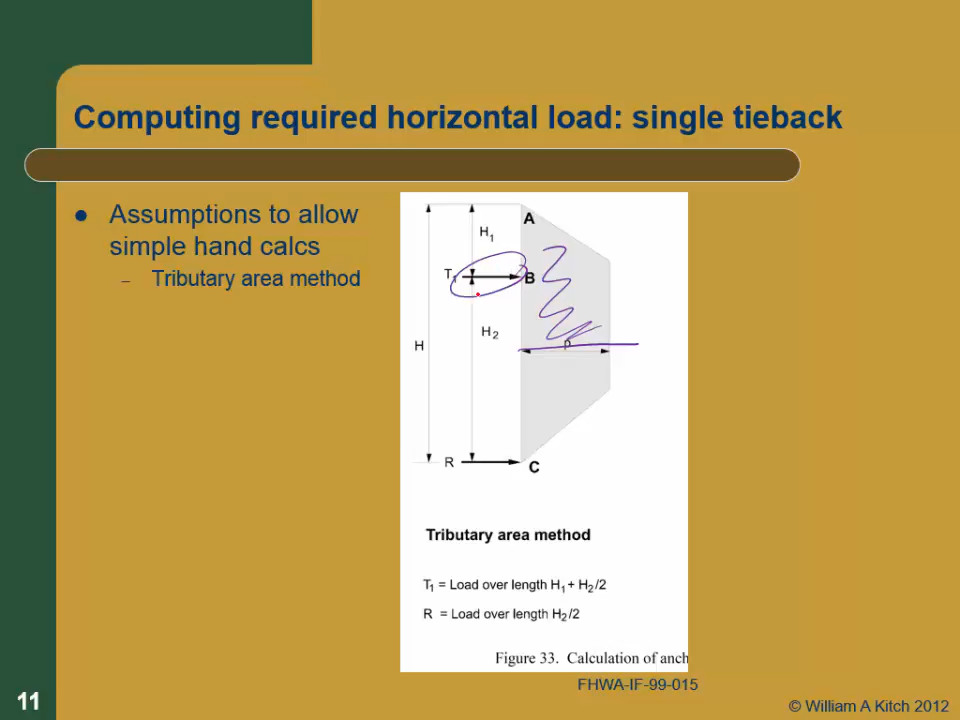 Computing required horizontal load: single tieback
Assumptions to allow
simple hand calcs
– Tributary area method
A
H1
T1
B
H2
H
p
R
C
Tributary area method
T1 = Load over length H1 + H2/2
R = Load over length H2/2
Figure 33. Calculation of anch
FHWA-IF-99-015
11
© William A Kitch 2012